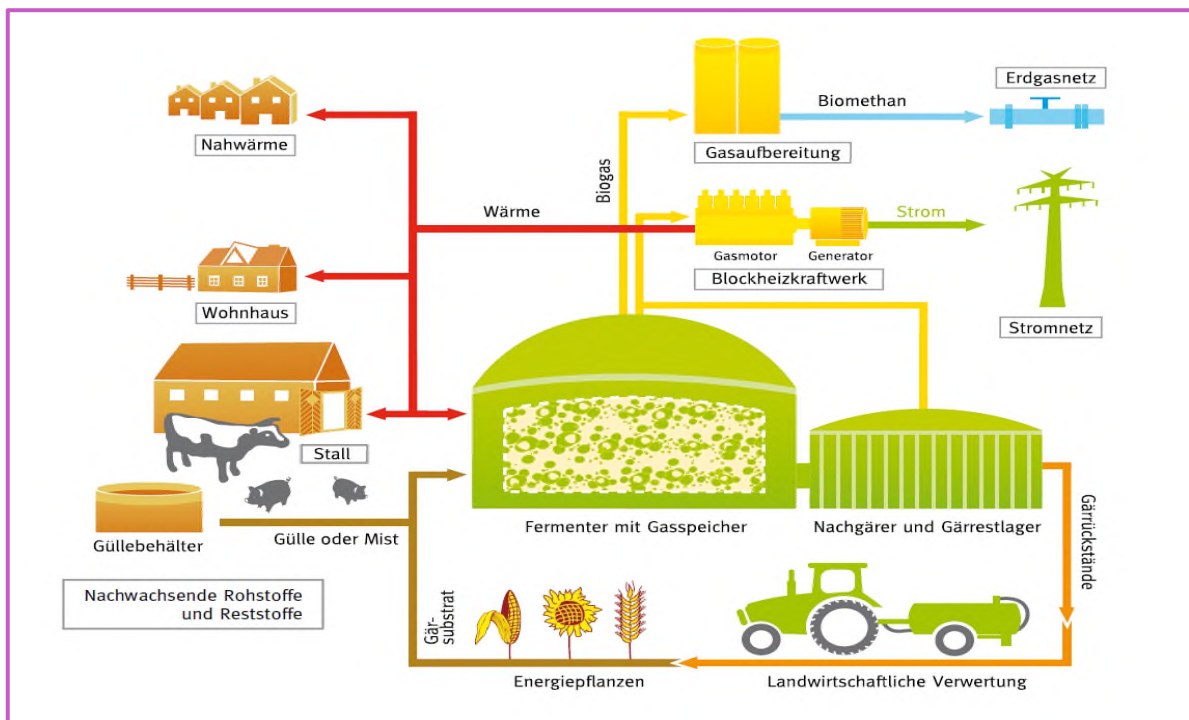 Erdgasnetz
Biomethan
Nahwärme
Gasaufbereitung
Biogas
Wärme
Strom
Gasmotor
Generator
Blockheizkraftwerk
Wohnhaus
Stromnetz
Stall
Güllebehälter
Gülle oder Mist
Fermenter mit Gasspeicher
Nachgärer und Gärrestlager
Gärrückstände
Nachwachsende Rohstoffe
und Reststoffe
Gär-
substrat
Energiepflanzen
Landwirtschaftliche Verwertung